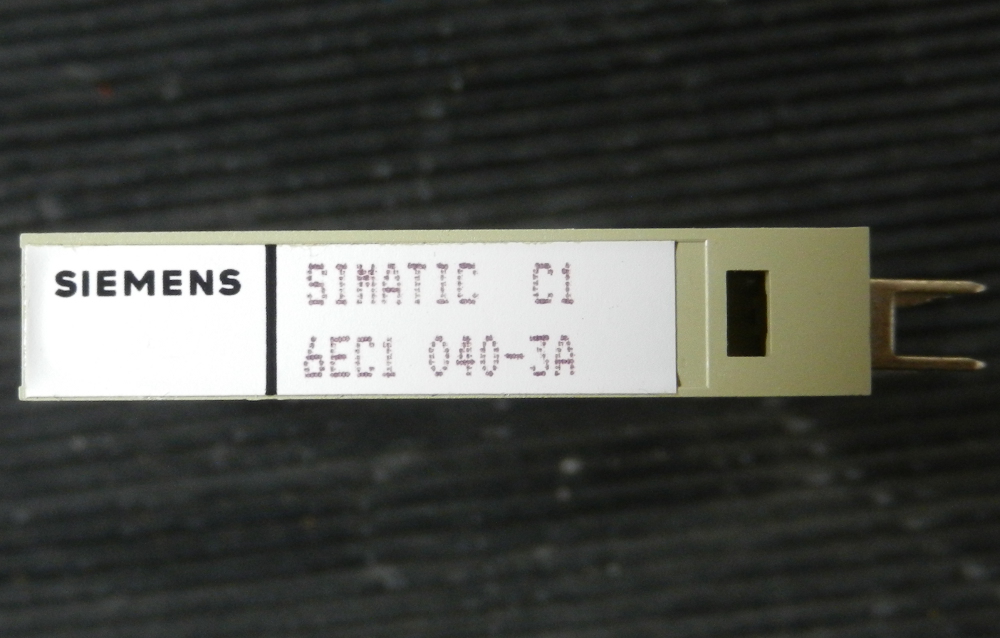 SIEMENS
SIMATIC C1
6EC1 040-3A